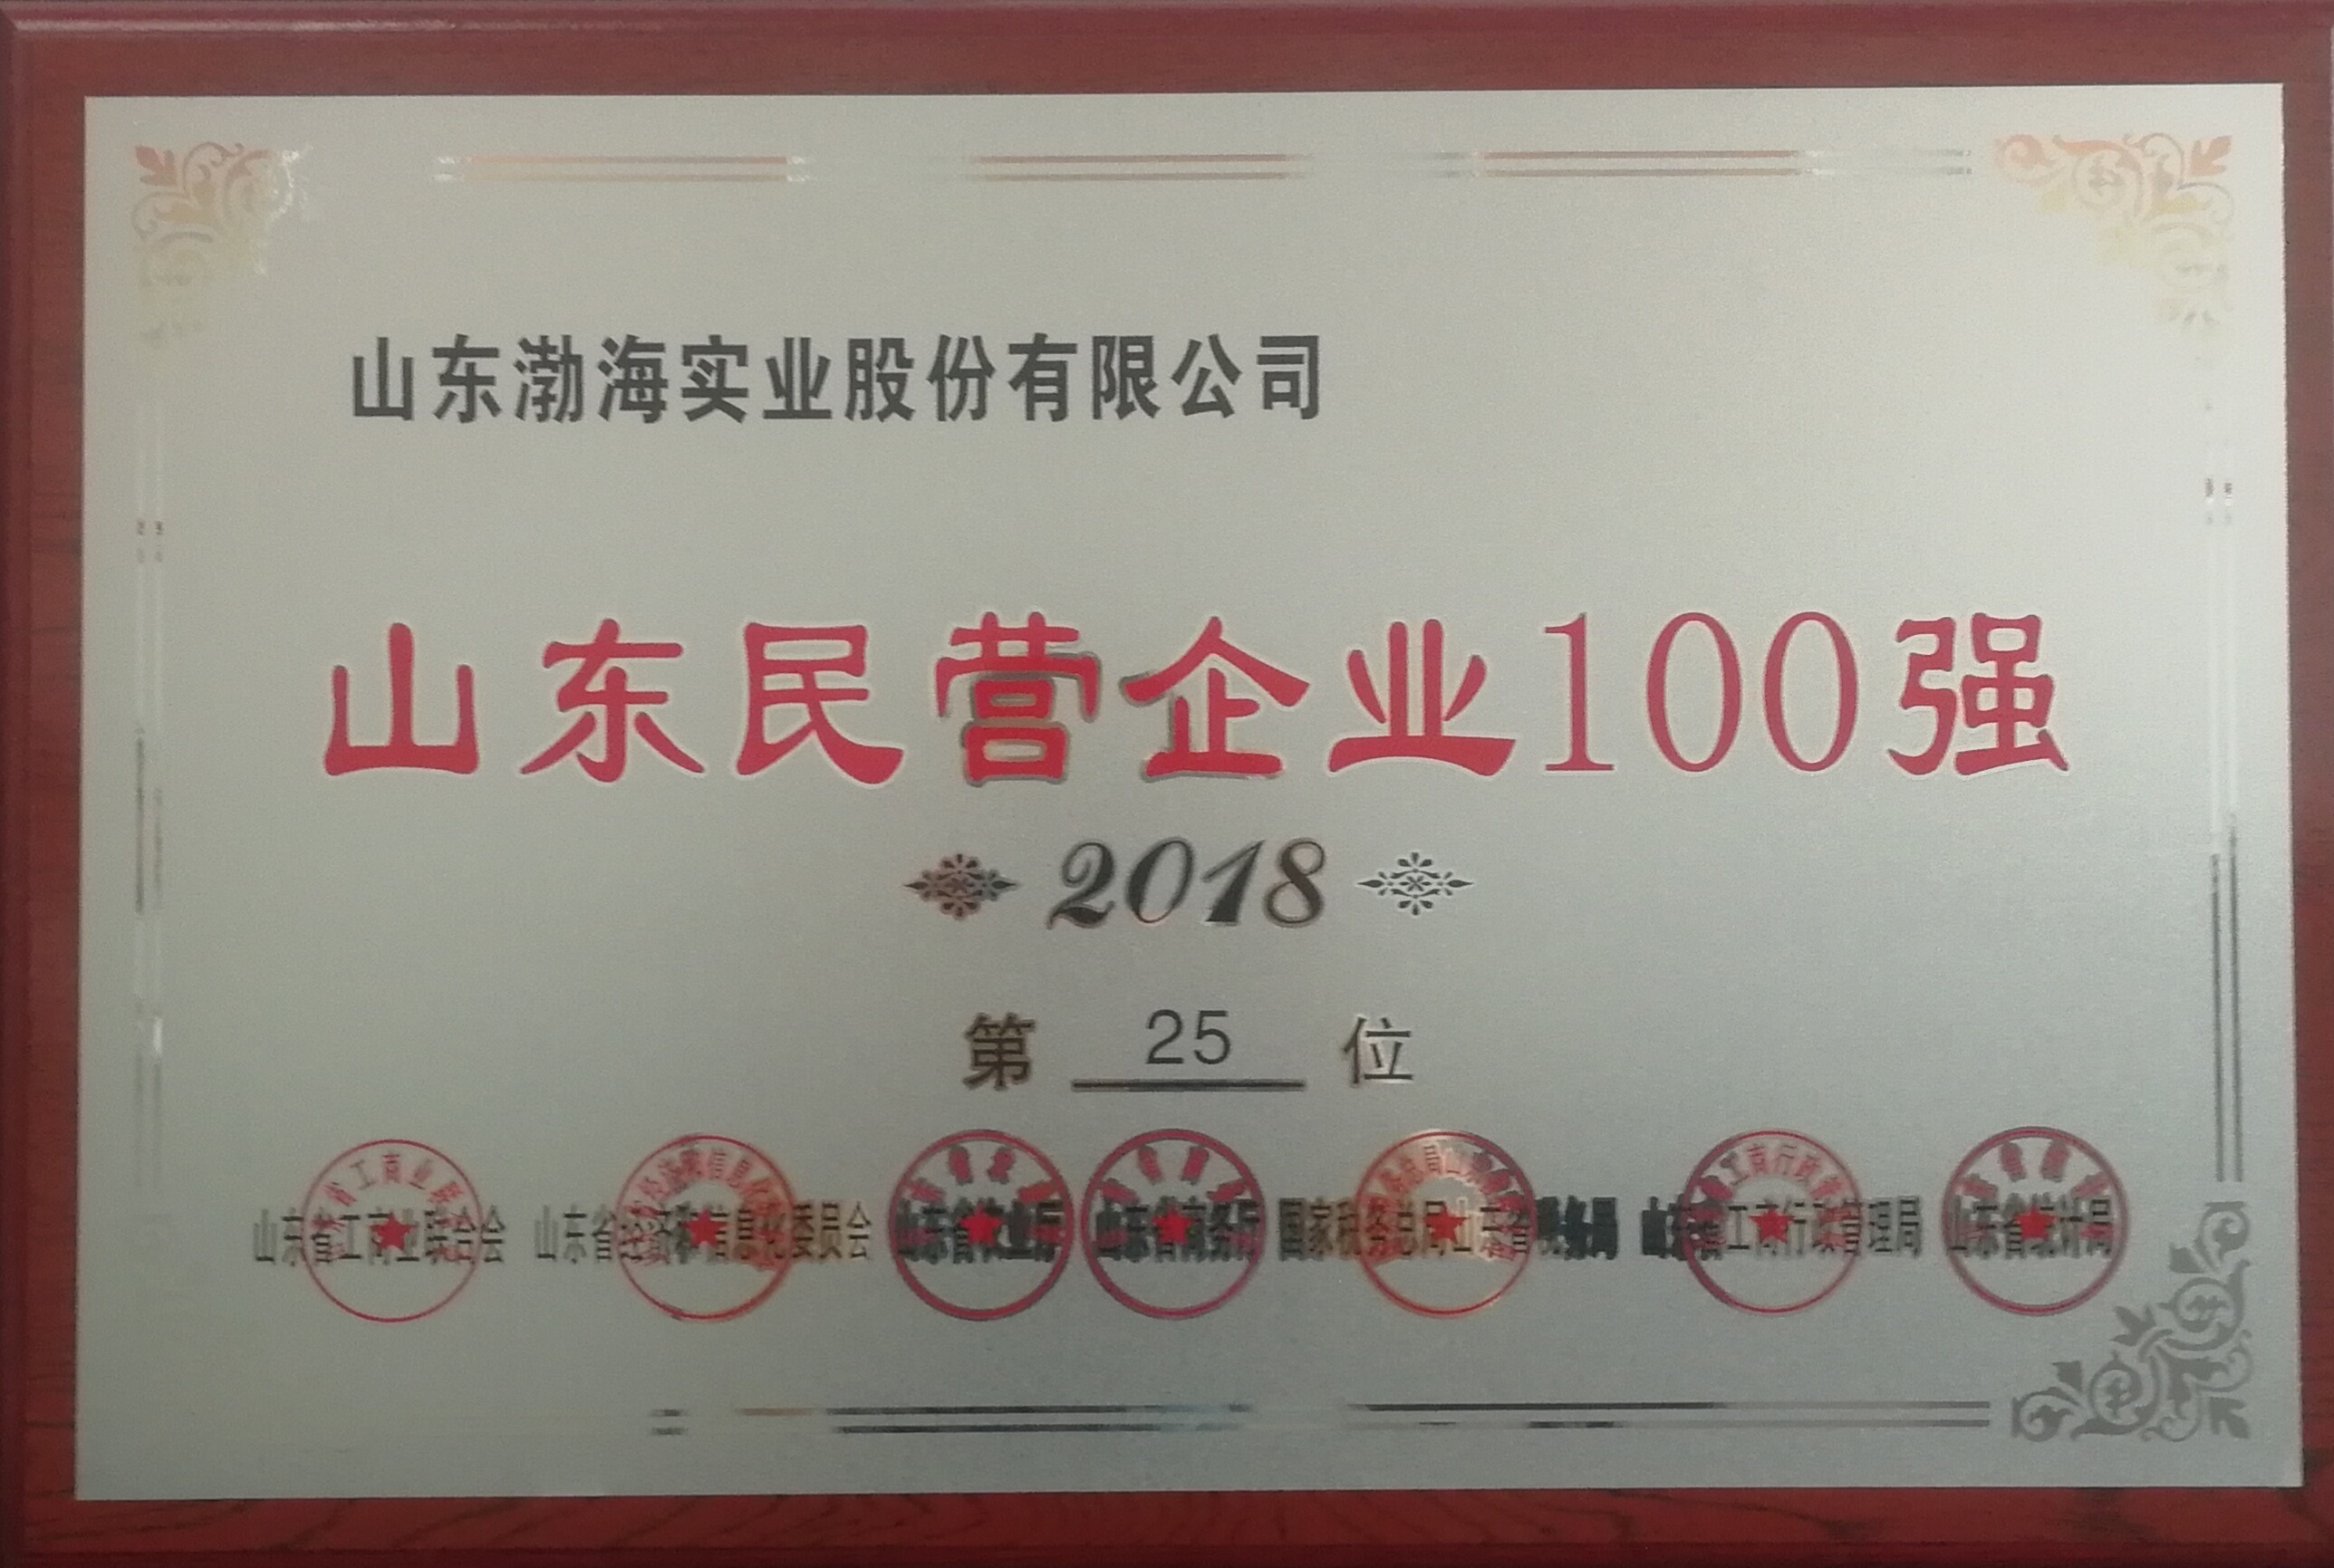 山东渤海实业股份有限公司
山东民营企业100强
2018
第 25 位
山东省工商业联合会 山东省经济和信息化委员会 山东省农业厅 山东省商务厅 国家税务总局山东省税务局 山东省工商行政管理局 山东省统计局